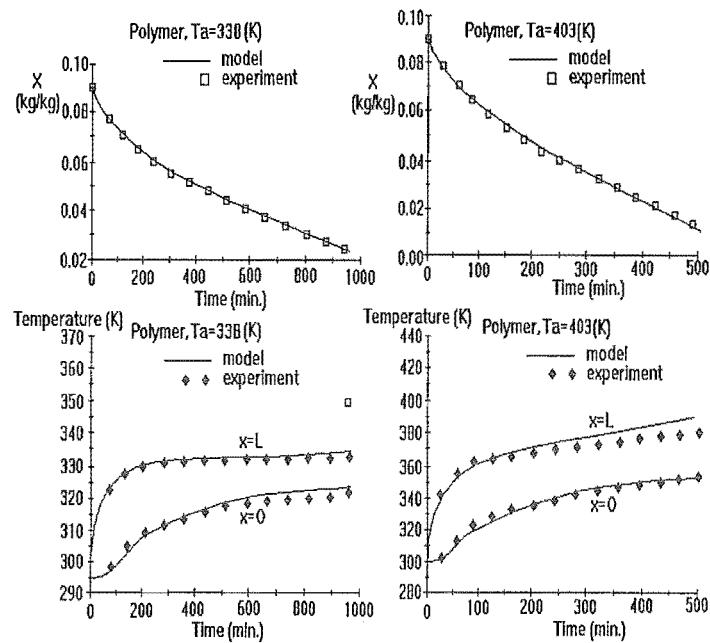 Polymer, Ta=338(K)
model
experiment
X
(kg/kg)
0.10
0.08
0.06
0.04
0.02
0
200
400
600
800
1000
Time (min.)
Polymer, Ta=403(K)
model
experiment
X
(kg/kg)
0.10
0.08
0.06
0.04
0.02
0.00
0
100
200
300
400
500
Time (min.)
Temperature (K)
Polymer, Ta=338(K)
model
experiment
370
360
350
340
330
320
310
300
290
x=L
x=0
0
200
400
600
800
1000
Time (min.)
Temperature (K)
Polymer, Ta=403(K)
model
experiment
440
420
400
380
360
340
320
300
280
x=L
x=0
0
100
200
300
400
500
Time (min.)